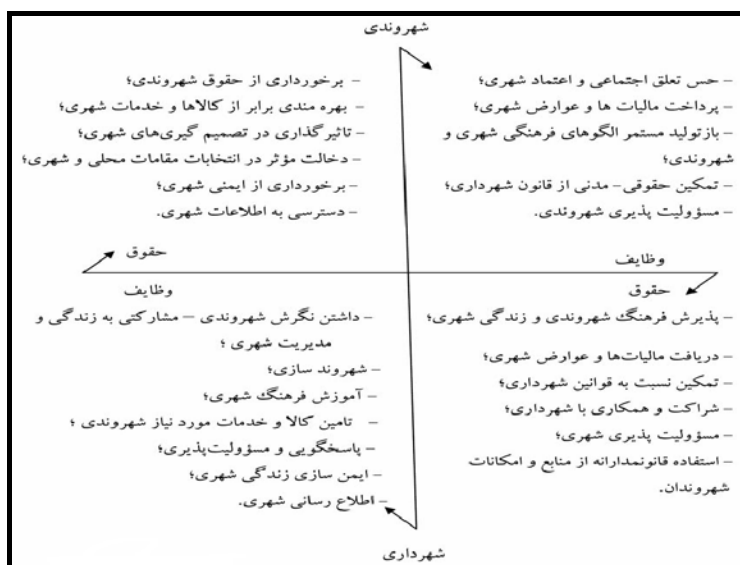 شهروندی
– حس تعلق اجتماعی و اعتماد شهری؛
– پرداخت مالیات ها و عوارض شهری؛
– بازتولید مستمر الگوهای فرهنگی شهری و
شهروندی؛
– تمکین حقوقی– مدنی از قانون شهرداری؛
– مسؤولیت پذیری شهروندی.
– برخورداری از حقوق شهروندی؛
– بهره مندی برابر از کالاها و خدمات شهری؛
– تاثیرگذاری در تصمیم گیری‌های شهری؛
– دخالت مؤثر در انتخابات مقامات محلی و شهری؛
– برخورداری از ایمنی شهری؛
– دسترسی به اطلاعات شهری.
وظایف
حقوق
حقوق
وظایف
– پذیرش فرهنگ شهروندی و زندگی شهری؛
– دریافت مالیات‌ها و عوارض شهری؛
– تمکین نسبت به قوانین شهرداری؛
– شراکت و همکاری با شهرداری؛
– مسؤولیت پذیری شهری؛
– استفاده قانونمدارانه از منابع و امکانات
شهروندان.
– داشتن نگرش شهروندی – مشارکتی به زندگی و
مدیریت شهری ؛
– شهروند سازی؛
– آموزش فرهنگ شهری؛
– تامین کالا و خدمات مورد نیاز شهروندی ؛
– پاسخگویی و مسؤولیت‌پذیری؛
– ایمن سازی زندگی شهری؛
– اطلاع رسانی شهری.
شهرداری